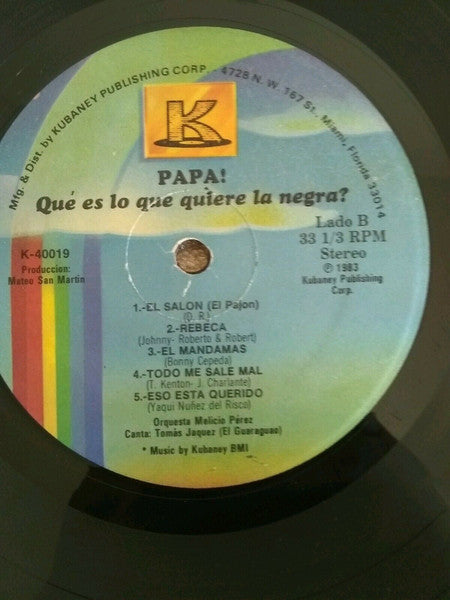 Mfg. & Dist. by KUBANEY PUBLISHING CORP. - 4728 N. W. 167 St., Miami, Florida 33014
K
PAPA!
Qué es lo que quiere la negra?
Lado B
33 1/3 RPM
Stereo
℗ 1983
Kubaney Publishing
Corp.
K-40019
Produccion:
Mateo San Martin
1.-EL SALON (El Pajon)
(D. R.)
2.-REBECA
(Johnny- Roberto & Robert)
3.-EL MANDAMAS
(Bonny Cepeda)
4.-TODO ME SALE MAL
(T. Kenton- J. Charlante)
5.-ESO ESTA QUERIDO
(Yaqui Nuñez del Risco)
Orquesta Melicio Pérez
Canta: Tomás Jaquez (El Guaraguao)
* Music by Kubaney BMI